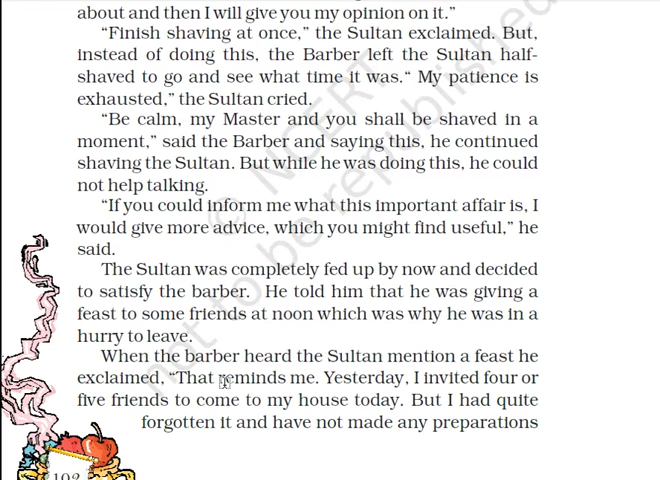 about and then I will give you my opinion on it."
"Finish shaving at once," the Sultan exclaimed. But,
instead of doing this, the Barber left the Sultan half-
shaved to go and see what time it was." My patience is
exhausted," the Sultan cried.
"Be calm, my Master and you shall be shaved in a
moment," said the Barber and saying this, he continued
shaving the Sultan. But while he was doing this, he could
not help talking.
"If you could inform me what this important affair is, I
would give more advice, which you might find useful," he
said.
The Sultan was completely fed up by now and decided
to satisfy the barber. He told him that he was giving a
feast to some friends at noon which was why he was in a
hurry to leave.
When the barber heard the Sultan mention a feast he
exclaimed, "That reminds me. Yesterday, I invited four or
five friends to come to my house today. But I had quite
forgotten it and have not made any preparations
102
© NCERT
not to be republished